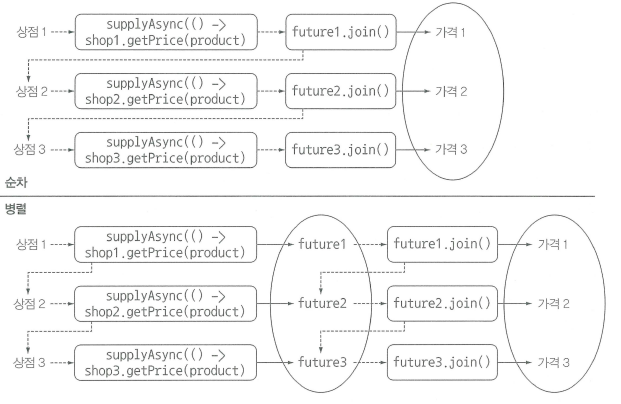 상점 1
supplyAsync(() ->
shop1.getPrice(product)
future1.join()
가격 1
상점 2
supplyAsync(() ->
shop2.getPrice(product)
future2.join()
가격 2
상점 3
supplyAsync(() ->
shop3.getPrice(product)
future3.join()
가격 3
순차
병렬
상점 1
supplyAsync(() ->
shop1.getPrice(product)
future1
future1.join()
가격 1
상점 2
supplyAsync(() ->
shop2.getPrice(product)
future2
future2.join()
가격 2
상점 3
supplyAsync(() ->
shop3.getPrice(product)
future3
future3.join()
가격 3